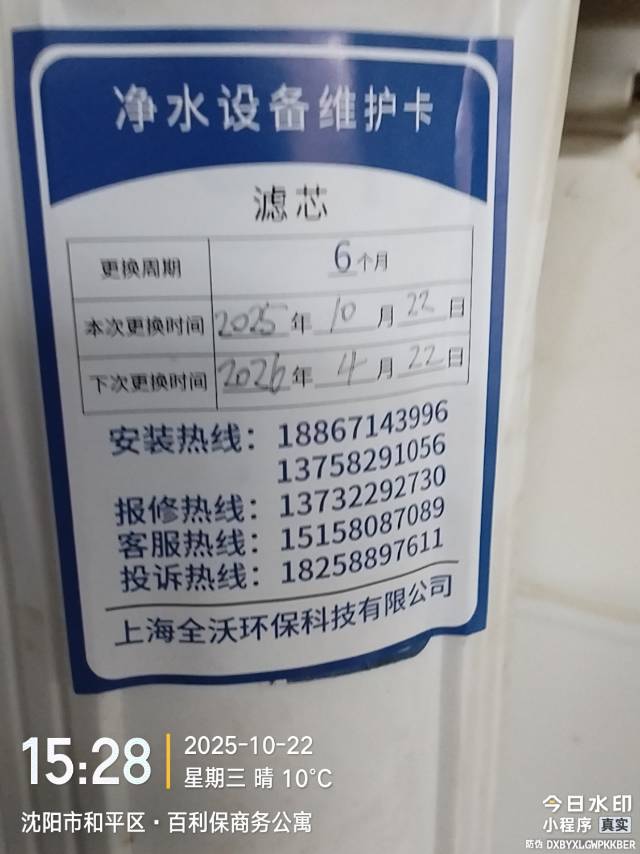 净水设备维护卡
滤芯
更换周期 6个月
本次更换时间 2025年10月22日
下次更换时间 2026年4月22日
安装热线：18867143996
13758291056
报修热线：13732292730
客服热线：15158087089
投诉热线：18258897611
上海全沃环保科技有限公司
15:28
2025-10-22
星期三 晴 10°C
沈阳市和平区·百利保商务公寓
今日水印
小程序 真实
防伪 DXBYXLGWPKKBER